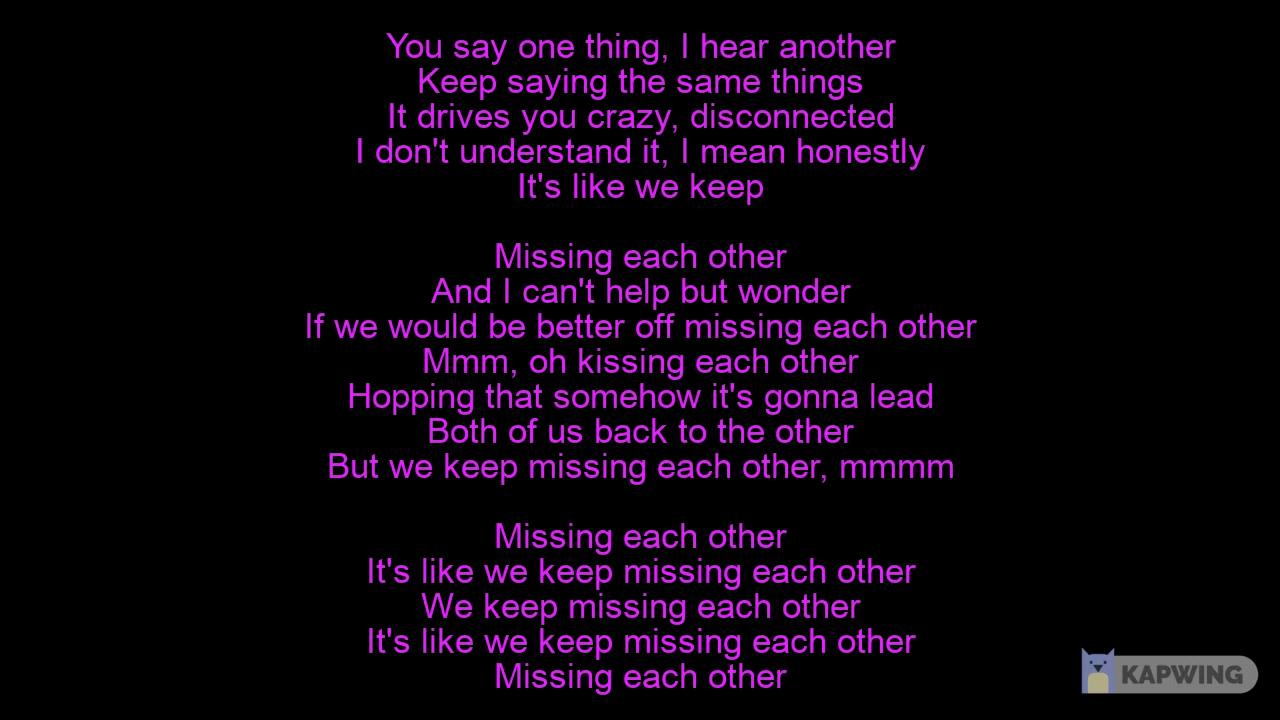 You say one thing, I hear another
Keep saying the same things
It drives you crazy, disconnected
I don't understand it, I mean honestly
It's like we keep
Missing each other
And I can't help but wonder
If we would be better off missing each other
Mmm, oh kissing each other
Hopping that somehow it's gonna lead
Both of us back to the other
But we keep missing each other, mmmm
Missing each other
It's like we keep missing each other
We keep missing each other
It's like we keep missing each other
Missing each other
KAPWING